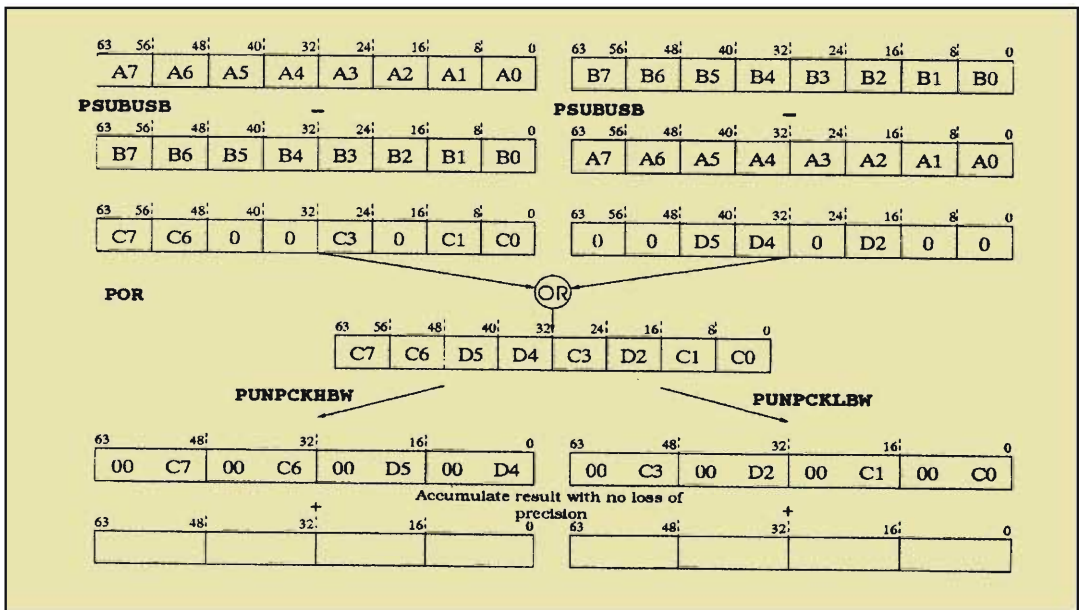 63 56 48 40 32 24 16 8 0
A7 A6 A5 A4 A3 A2 A1 A0
63 56 48 40 32 24 16 8 0
B7 B6 B5 B4 B3 B2 B1 B0
PSUBUSB –
PSUBUSB –
63 56 48 40 32 24 16 8 0
B7 B6 B5 B4 B3 B2 B1 B0
63 56 48 40 32 24 16 8 0
A7 A6 A5 A4 A3 A2 A1 A0
63 56 48 40 32 24 16 8 0
C7 C6 0 0 C3 0 C1 C0
63 56 48 40 32 24 16 8 0
0 0 D5 D4 0 D2 0 0
POR
OR
63 56 48 40 32 24 16 8 0
C7 C6 D5 D4 C3 D2 C1 C0
PUNPCKHBW
PUNPCKLBW
63 48 32 16 0
00 C7 00 C6 00 D5 00 D4
63 48 32 16 0
00 C3 00 D2 00 C1 00 C0
Accumulate result with no loss of
precision
+
+
63 48 32 16 0
63 48 32 16 0